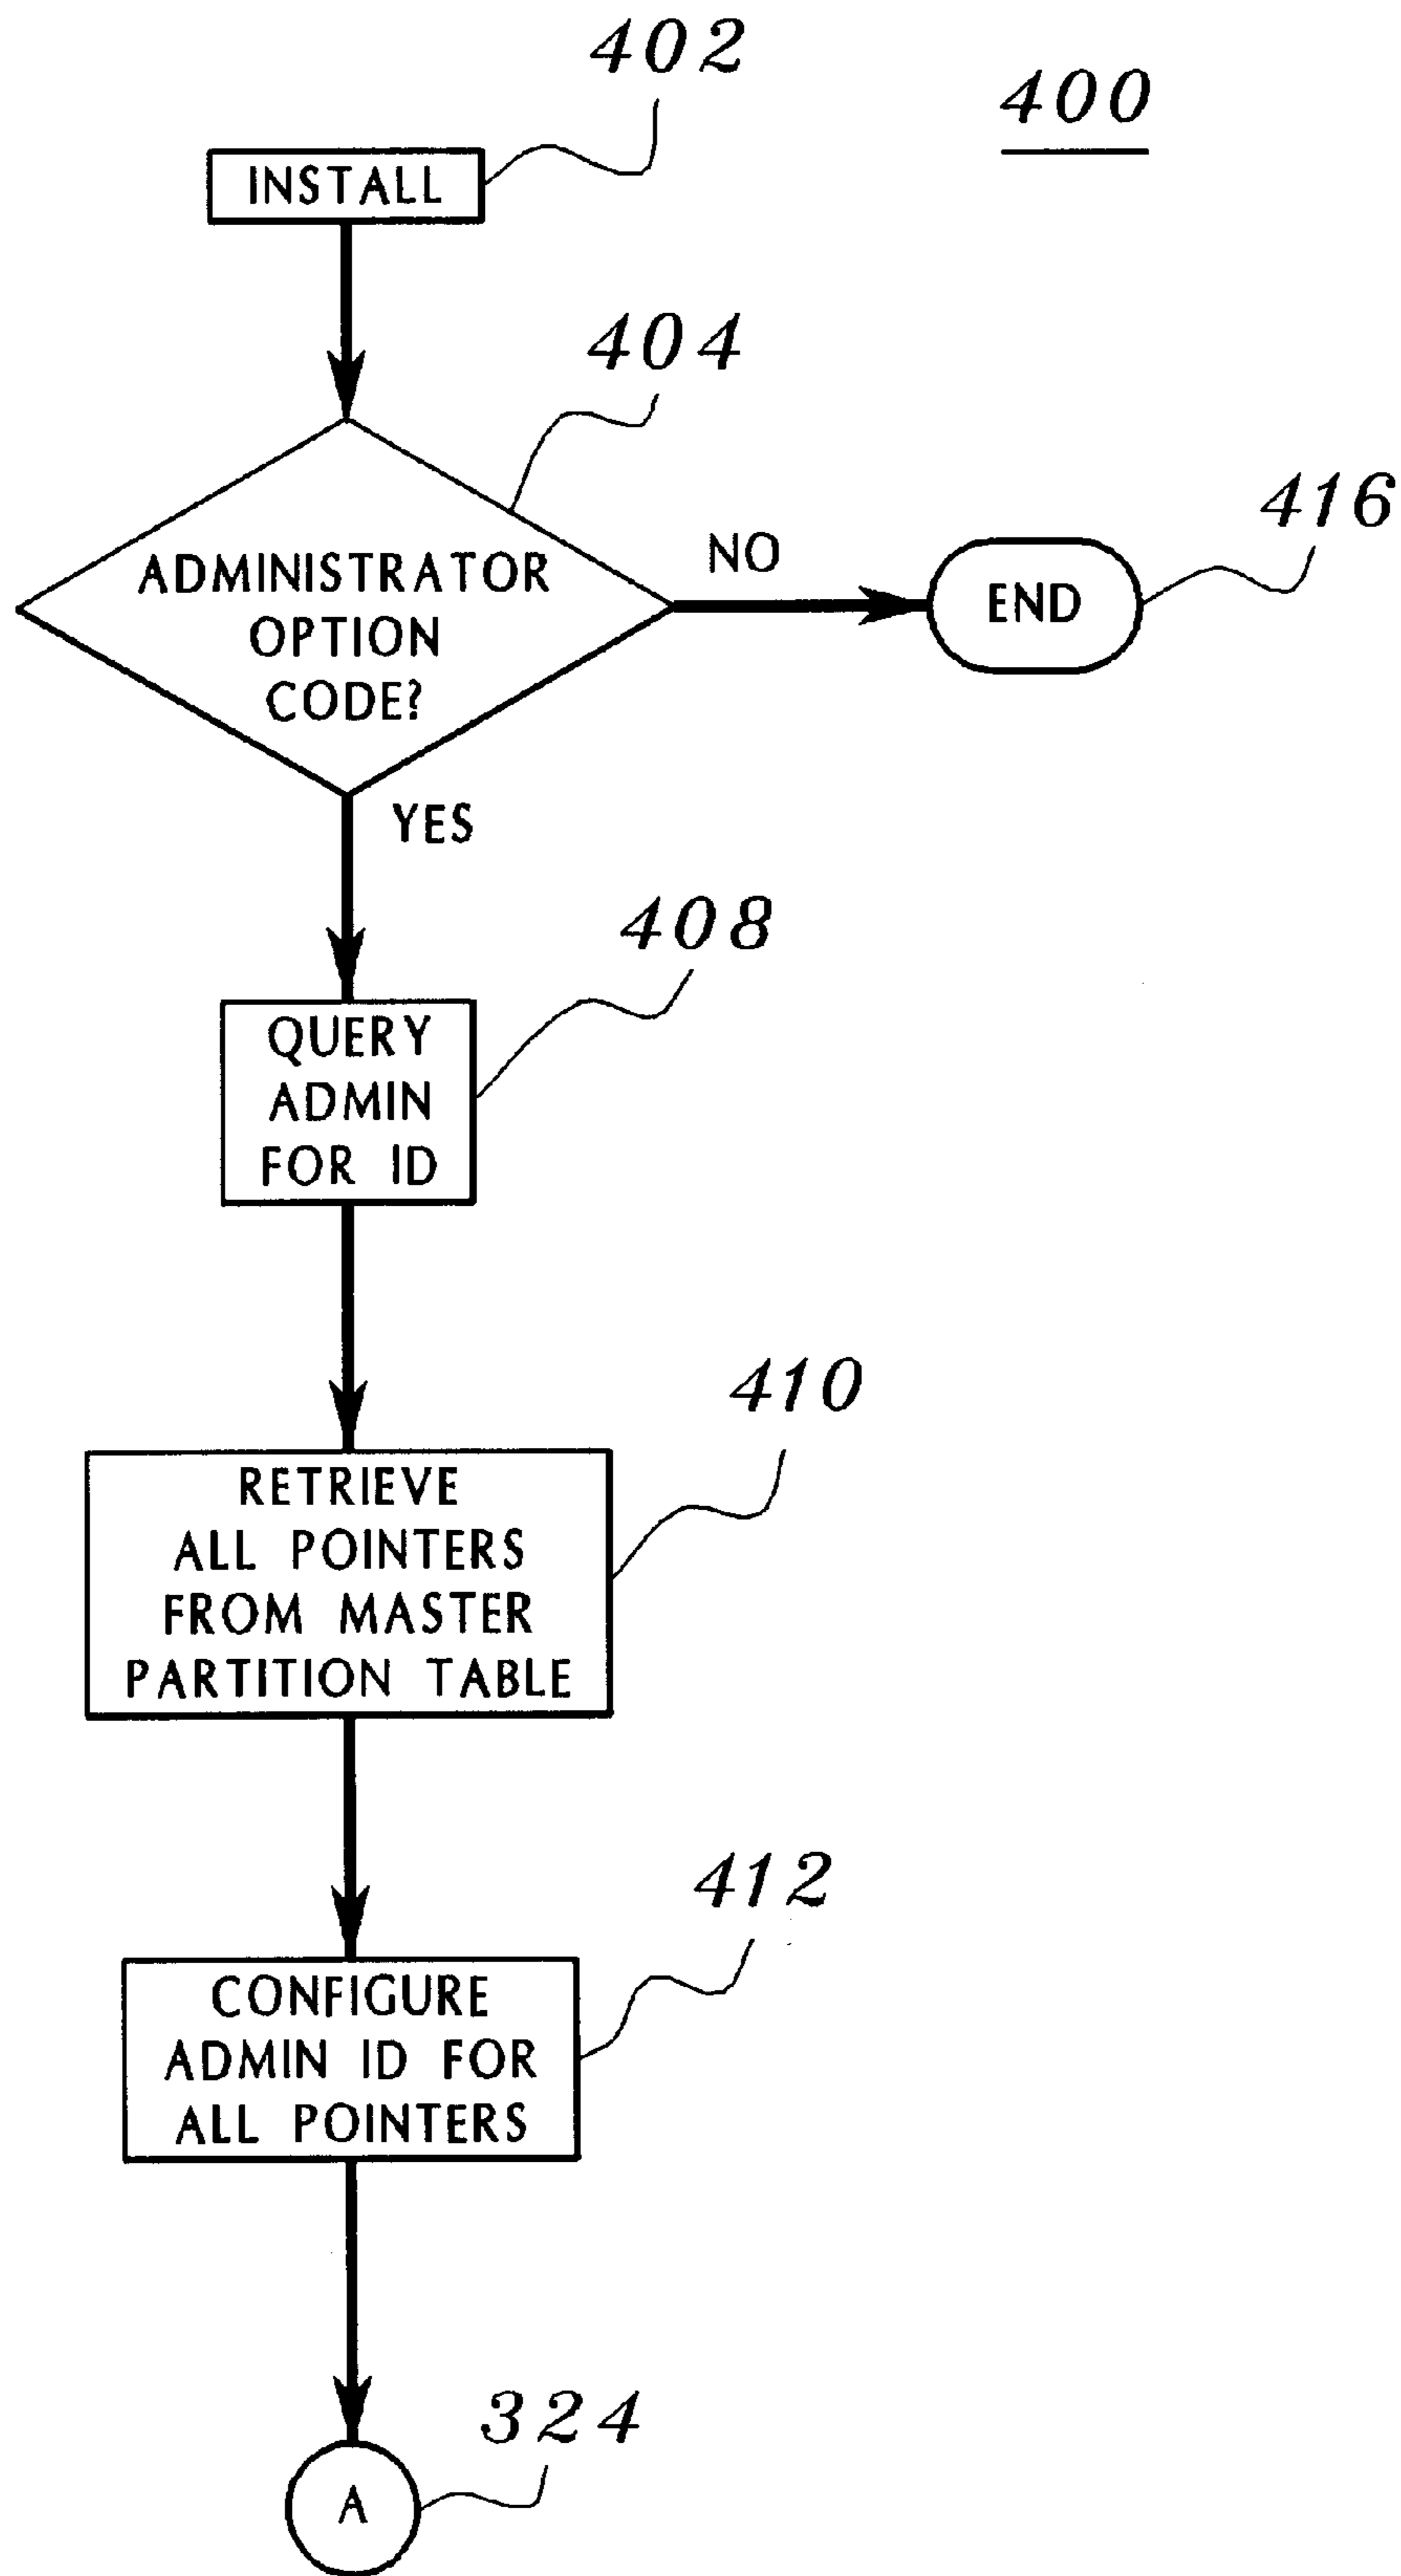 402
400
INSTALL
404
416
ADMINISTRATOR
OPTION
CODE?
NO
END
YES
408
QUERY
ADMIN
FOR ID
410
RETRIEVE
ALL POINTERS
FROM MASTER
PARTITION TABLE
412
CONFIGURE
ADMIN ID FOR
ALL POINTERS
324
A